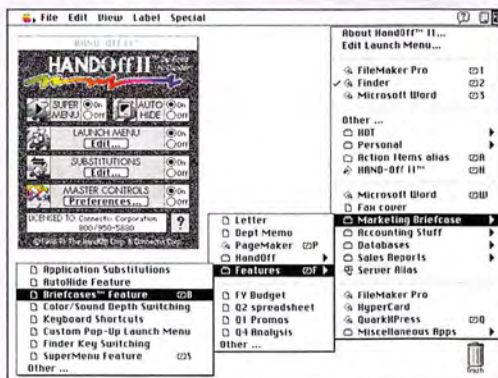 File Edit View Label Special
HANDOff II™
SUPER MENU On Off AUTO HIDE On Off
LAUNCH MENU On
Edit... Off
SUBSTITUTIONS On
Edit... Off
MASTER CONTROLS On
Preferences... Off
LICENSED TO: Connectix Corporation
800/950-5880
?
About HandOff™ II...
Edit Launch Menu...
FileMaker Pro 1
✓ Finder 2
Microsoft Word 3
Other ...
HOT
Personal
Action Items alias R
HAND-Off II™ H
Microsoft Word W
Fax cover
Marketing Briefcase
Accounting Stuff
Databases
Sales Reports
Server Alias
FileMaker Pro
HyperCard
QuarkXPress Q
Miscellaneous Apps
Letter
Dept Memo
PageMaker P
HandOff
Features F
FY Budget
Q2 spreadsheet
Q1 Promos
Q4 Analysis
Other ...
Application Substitutions
AutoHide Feature
Briefcases™ Feature B
Color/Sound Depth Switching
Keyboard Shortcuts
Custom Pop-Up Launch Menu
Finder Key Switching
SuperMenu Feature S
Other ...
Trash